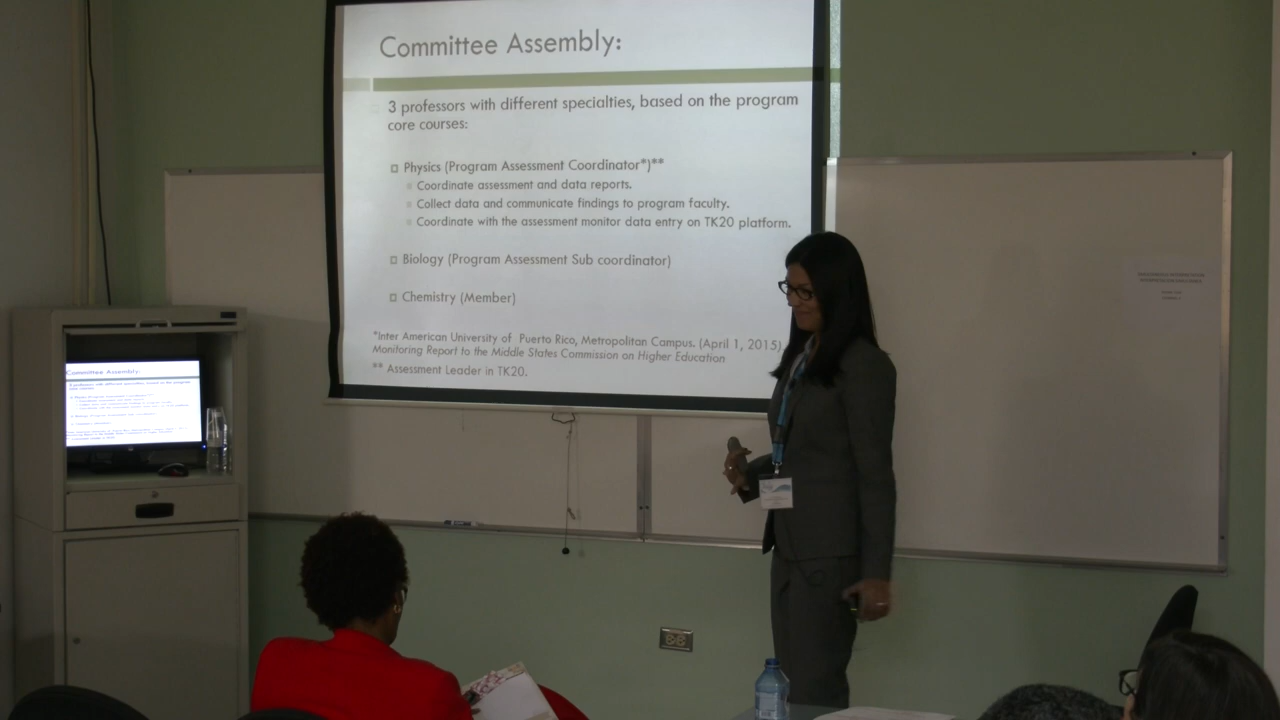 Committee Assembly:
3 professors with different specialties, based on the program
core courses:
Physics (Program Assessment Coordinator*)**
Coordinate assessment and data reports.
Collect data and communicate findings to program faculty.
Coordinate with the assessment monitor data entry on TK20 platform.
Biology (Program Assessment Sub coordinator)
Chemistry (Member)
*Inter American University of Puerto Rico, Metropolitan Campus. (April 1, 2015)
Monitoring Report to the Middle States Commission on Higher Education
** Assessment Leader in TK20.
Committee Assembly: